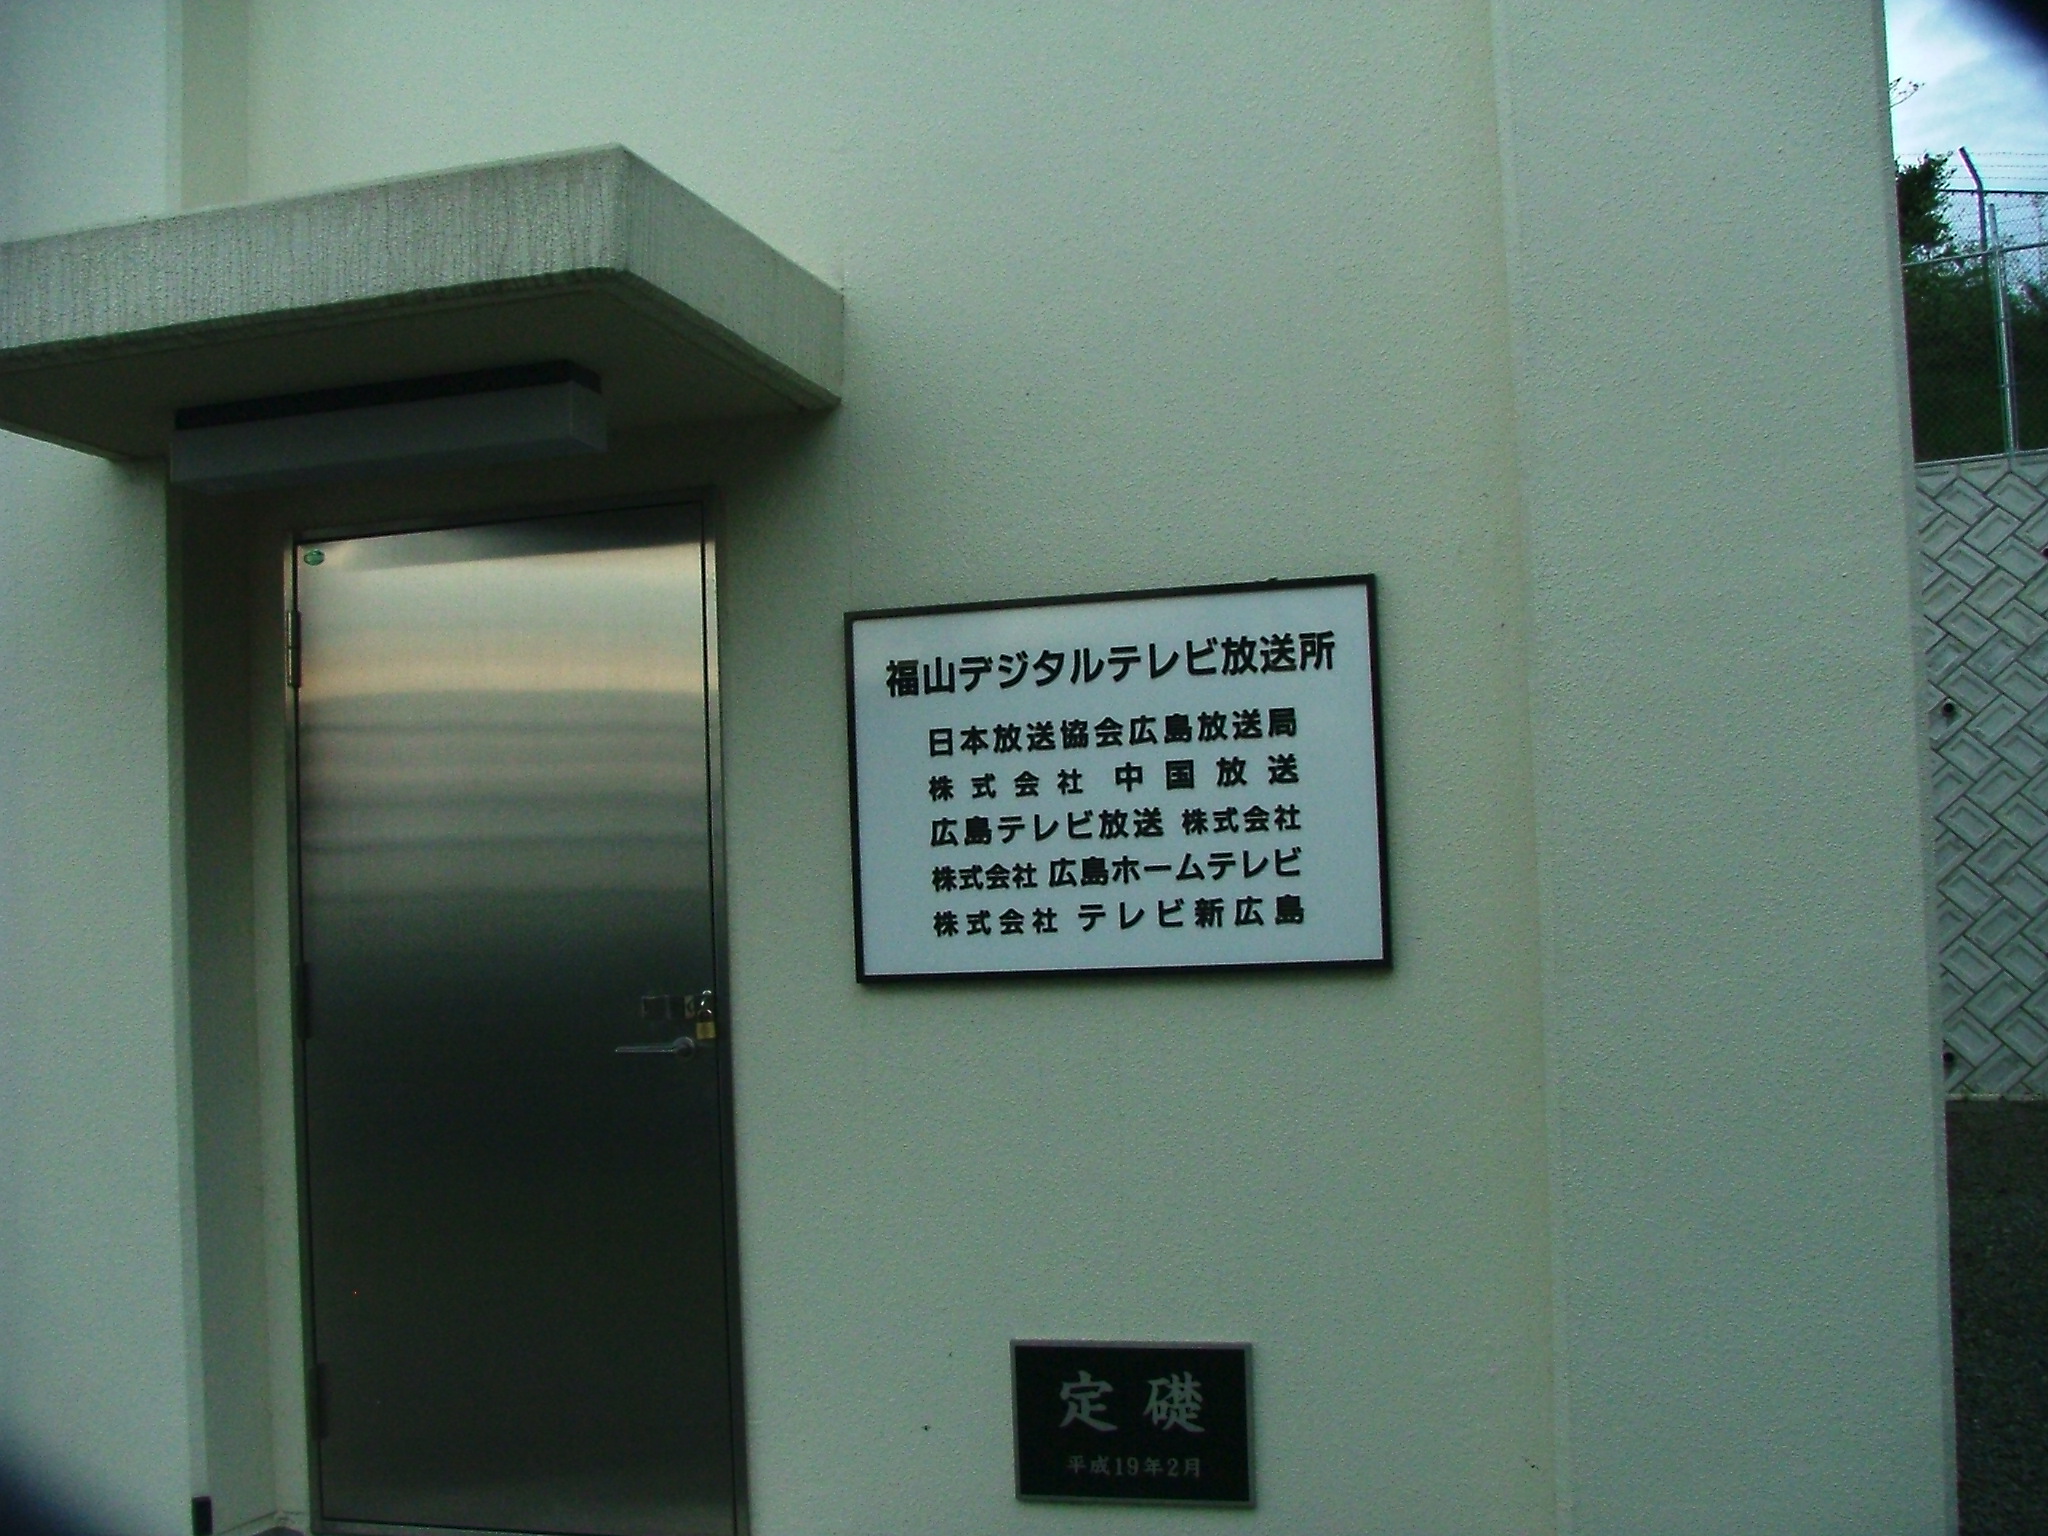 福山デジタルテレビ放送所
日本放送協会広島放送局
株式会社 中国放送
広島テレビ放送 株式会社
株式会社 広島ホームテレビ
株式会社 テレビ新広島
定礎
平成19年2月